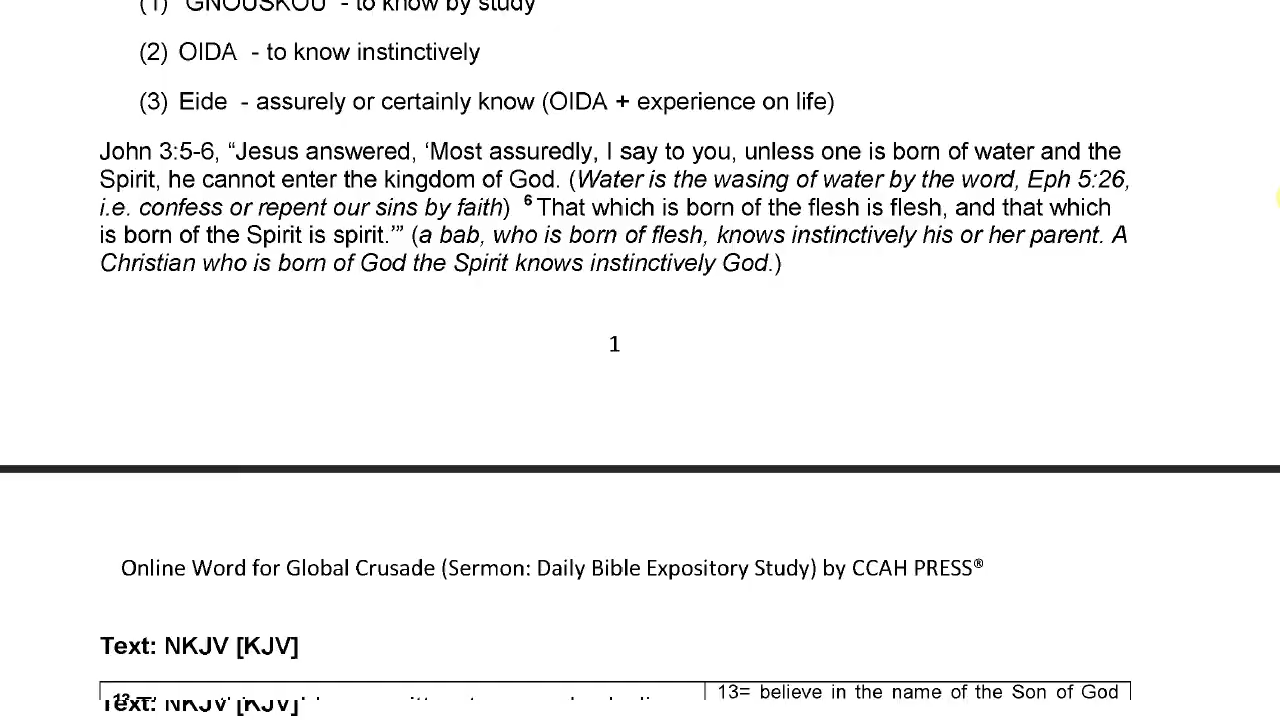 (1) GNOUSKOU - to know by study
(2) OIDA - to know instinctively
(3) Eide - assurely or certainly know (OIDA + experience on life)
John 3:5-6, “Jesus answered, ‘Most assuredly, I say to you, unless one is born of water and the
Spirit, he cannot enter the kingdom of God. (Water is the wasing of water by the word, Eph 5:26,
i.e. confess or repent our sins by faith) 6 That which is born of the flesh is flesh, and that which
is born of the Spirit is spirit.’” (a bab, who is born of flesh, knows instinctively his or her parent. A
Christian who is born of God the Spirit knows instinctively God.)
1
Online Word for Global Crusade (Sermon: Daily Bible Expository Study) by CCAH PRESS®
Text: NKJV [KJV]
13= believe in the name of the Son of God
Text: NKJV [KJV]